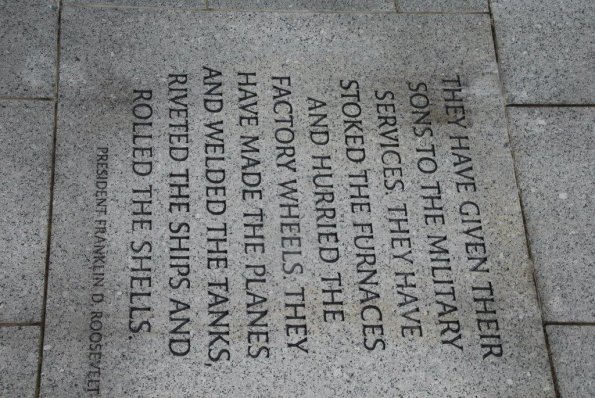 THEY HAVE GIVEN THEIR
SONS TO THE MILITARY
SERVICES. THEY HAVE
STOKED THE FURNACES
AND HURRIED THE
FACTORY WHEELS. THEY
HAVE MADE THE PLANES
AND WELDED THE TANKS,
RIVETED THE SHIPS AND
ROLLED THE SHELLS.
PRESIDENT FRANKLIN D. ROOSEVELT